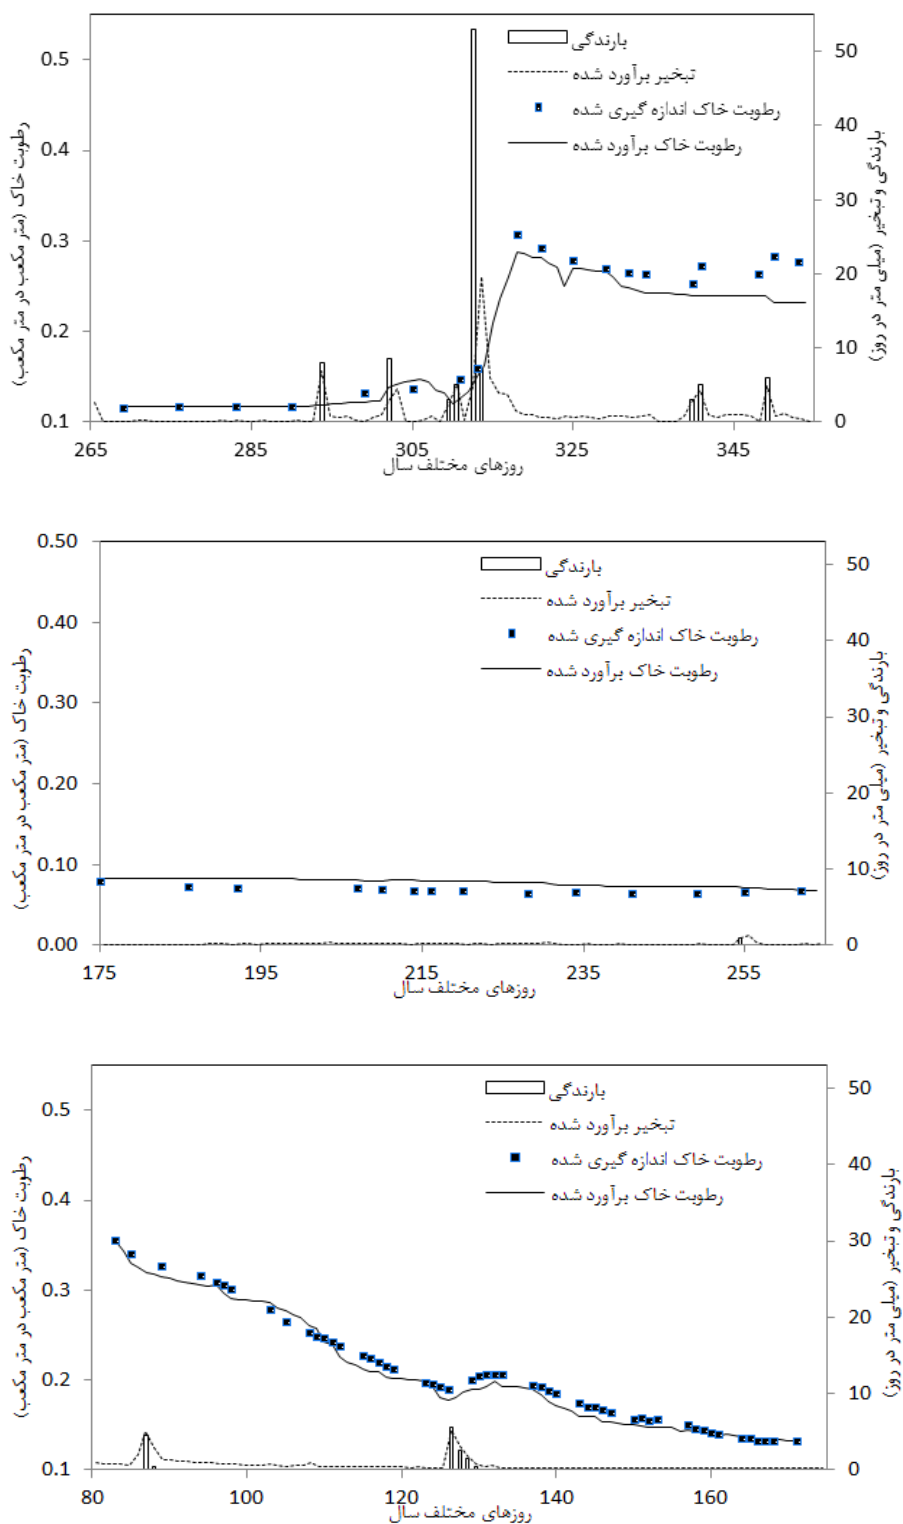 بارندگی
تبخیر برآورد شده
رطوبت خاک اندازه گیری شده
رطوبت خاک برآورد شده
رطوبت خاک (متر مکعب در متر مکعب)
بارندگی و تبخیر (میلی متر در روز)
0.5
0.4
0.3
0.2
0.1
50
40
30
20
10
0
265 285 305 325 345
روزهای مختلف سال
بارندگی
تبخیر برآورد شده
رطوبت خاک اندازه گیری شده
رطوبت خاک برآورد شده
رطوبت خاک (متر مکعب در متر مکعب)
بارندگی و تبخیر (میلی متر در روز)
0.50
0.40
0.30
0.20
0.10
0.00
50
40
30
20
10
0
175 195 215 235 255
روزهای مختلف سال
بارندگی
تبخیر برآورد شده
رطوبت خاک اندازه گیری شده
رطوبت خاک برآورد شده
رطوبت خاک (متر مکعب در متر مکعب)
بارندگی و تبخیر (میلی متر در روز)
0.5
0.4
0.3
0.2
0.1
50
40
30
20
10
0
80 100 120 140 160
روزهای مختلف سال